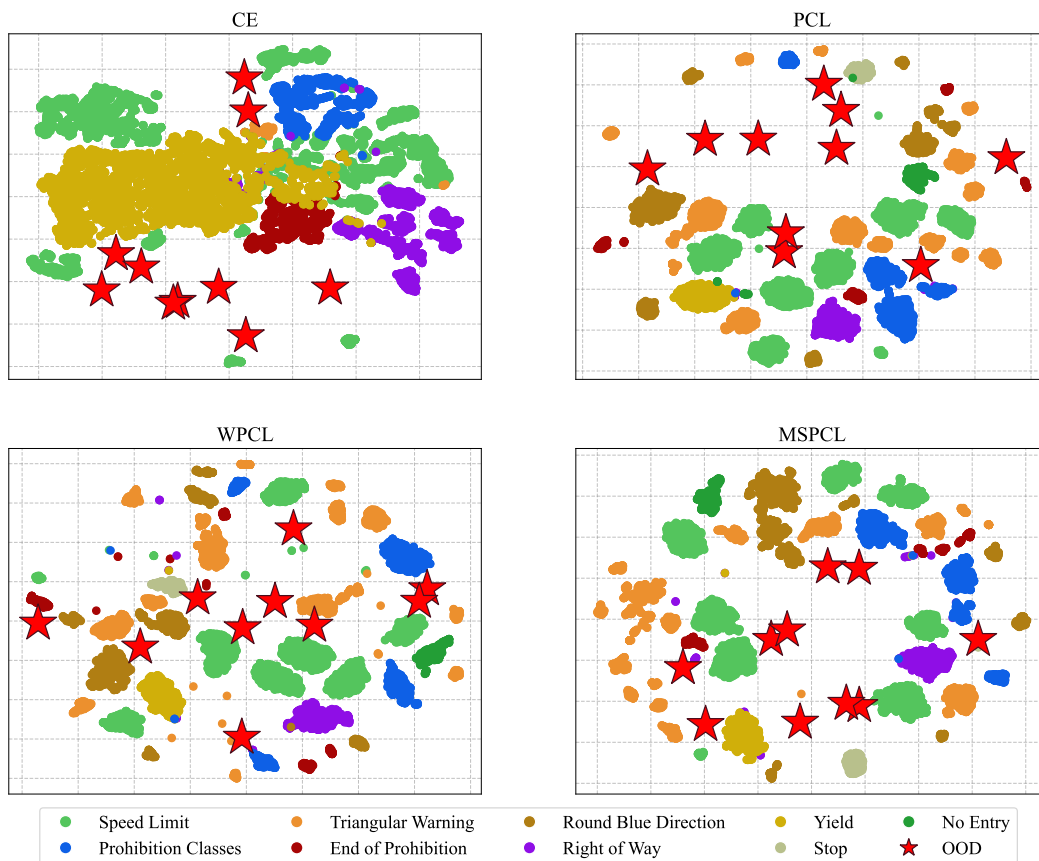 CE
PCL
WPCL
MSPCL
Speed Limit
Triangular Warning
Round Blue Direction
Yield
No Entry
Prohibition Classes
End of Prohibition
Right of Way
Stop
OOD